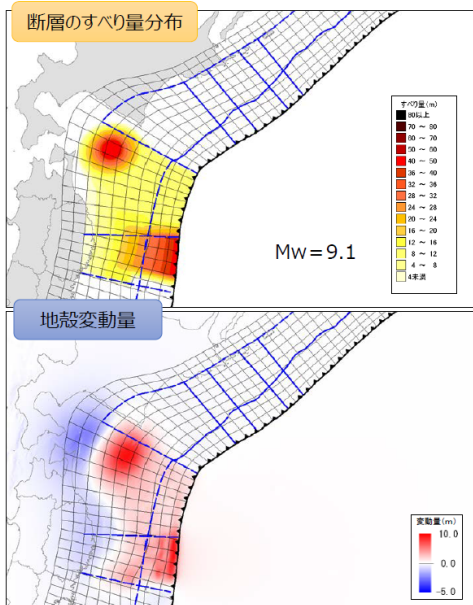 断層のすべり量分布
すべり量(m)
80以上
70 ～ 80
60 ～ 70
50 ～ 60
40 ～ 50
36 ～ 40
32 ～ 36
28 ～ 32
24 ～ 28
20 ～ 24
16 ～ 20
12 ～ 16
8 ～ 12
4 ～ 8
4未満
Mw＝9.1
地殻変動量
変動量(m)
10.0
0.0
-5.0